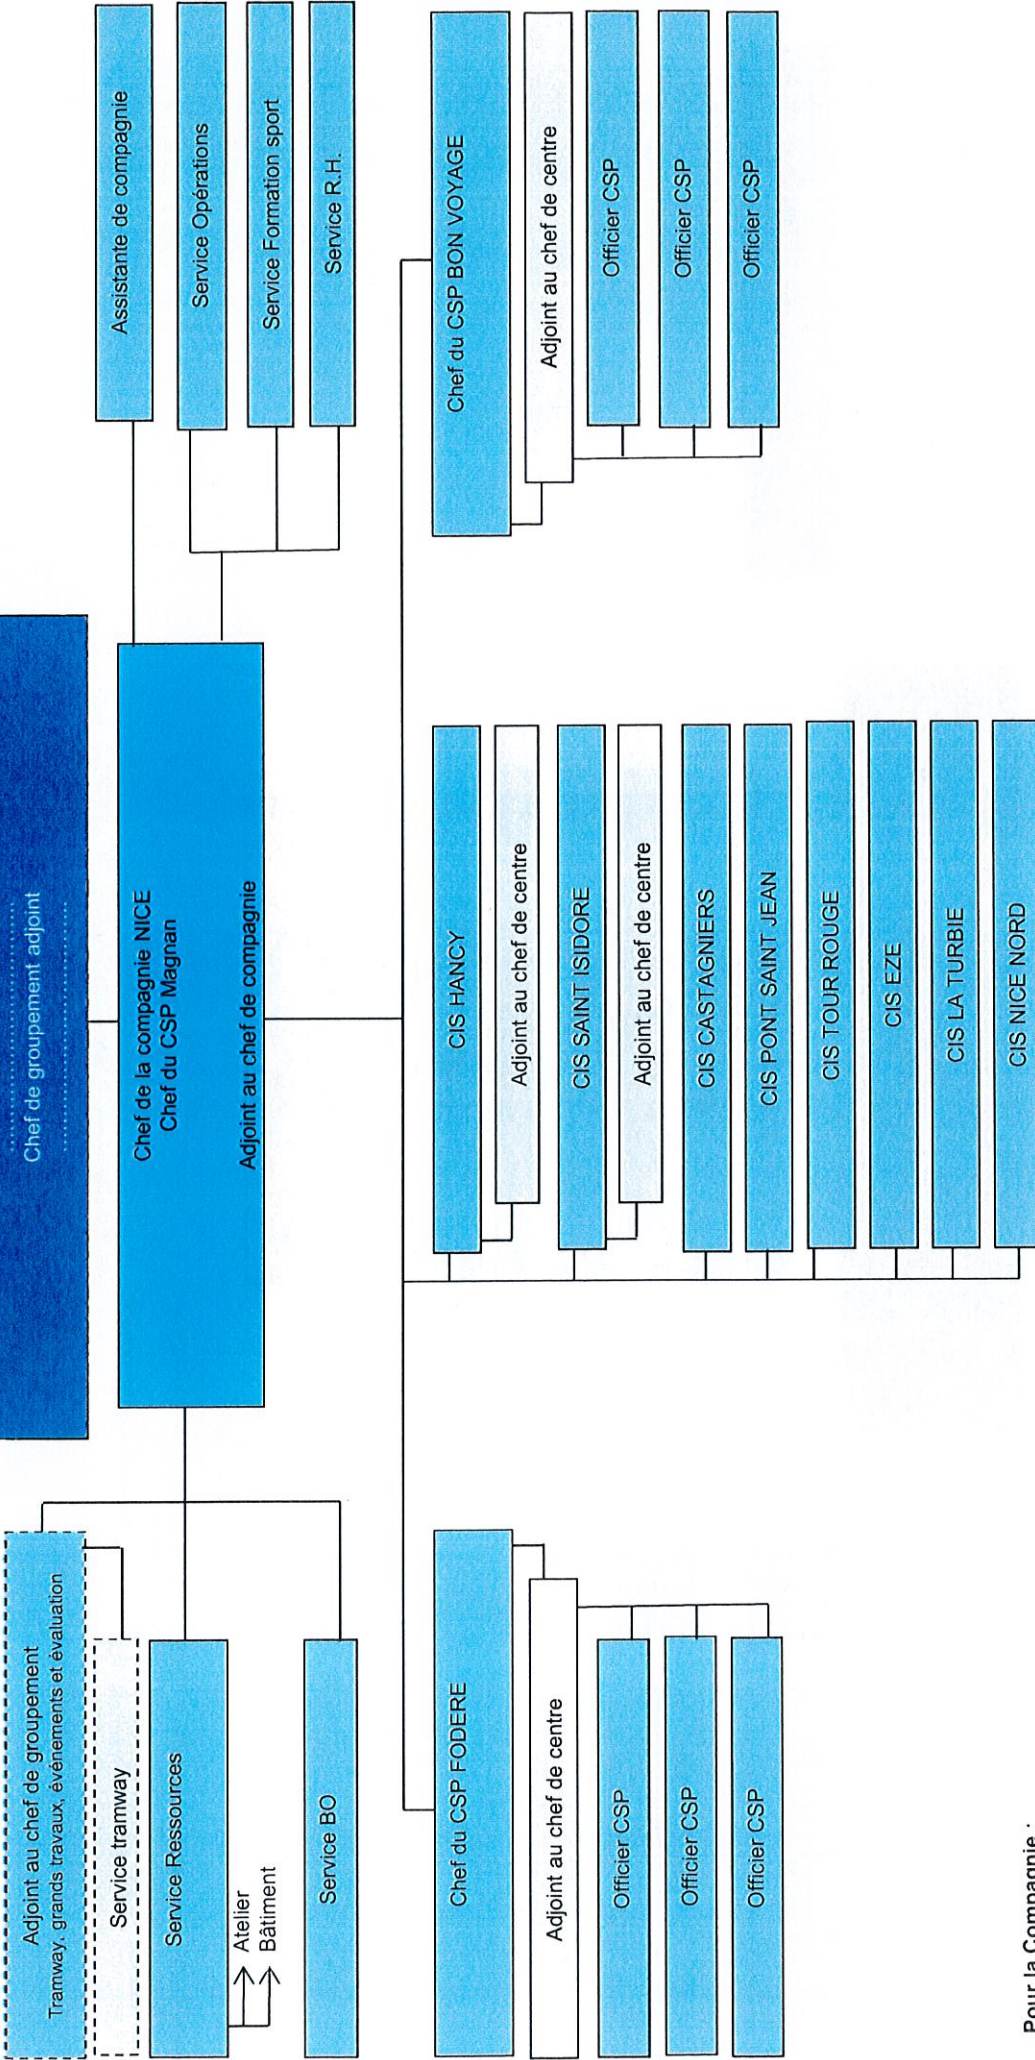 Chef de groupement adjoint
Adjoint au chef de groupement
Tramway, grands travaux, événements et évaluation
Service tramway
Service Ressources
Atelier
Bâtiment
Service BO
Chef de la compagnie NICE
Chef du CSP Magnan
Adjoint au chef de compagnie
Assistante de compagnie
Service Opérations
Service Formation sport
Service R.H.
Chef du CSP FODERE
Adjoint au chef de centre
Officier CSP
Officier CSP
Officier CSP
CIS HANCY
Adjoint au chef de centre
CIS SAINT ISIDORE
Adjoint au chef de centre
CIS CASTAGNIERS
CIS PONT SAINT JEAN
CIS TOUR ROUGE
CIS EZE
CIS LA TURBIE
CIS NICE NORD
Chef du CSP BON VOYAGE
Adjoint au chef de centre
Officier CSP
Officier CSP
Officier CSP
Pour la Compagnie :